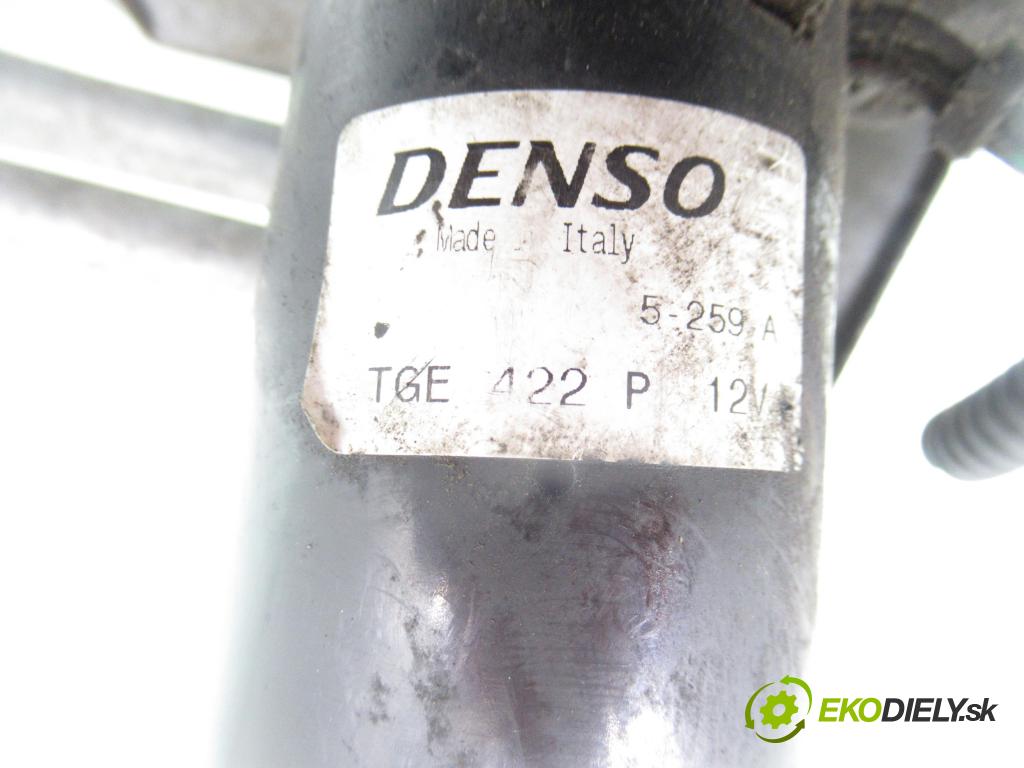 DENSO
Made Italy
5-259 A
TGE 422 P 12V
EKODIELY.sk